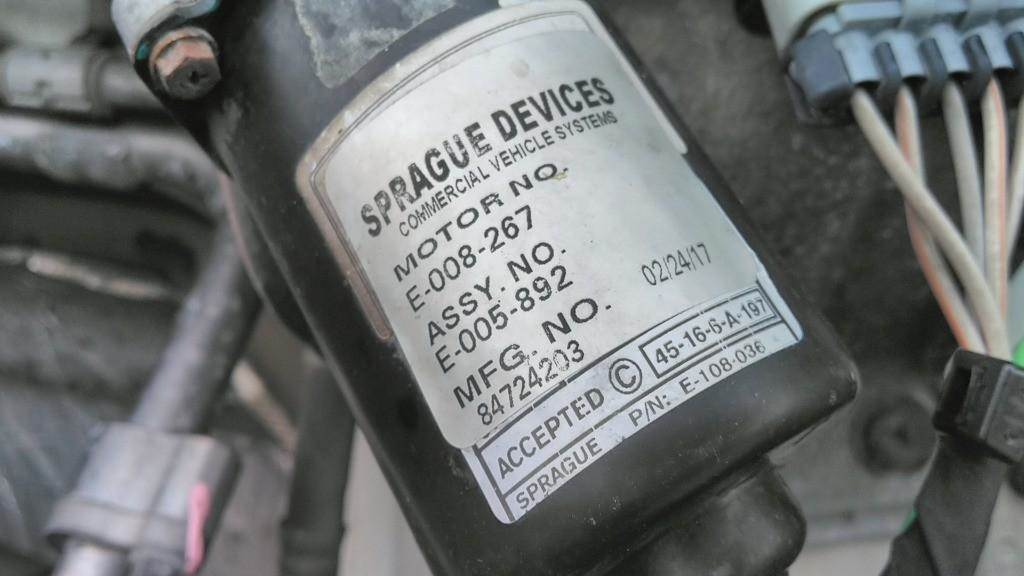 SPRAGUE DEVICES
COMMERCIAL VEHICLE SYSTEMS
MOTOR NO.
E-008-267
ASSY. NO.
E-005-892
MFG. NO.
84724203
02/24/17
ACCEPTED © 45-16-6-A-197
SPRAGUE P/N: E-108-036